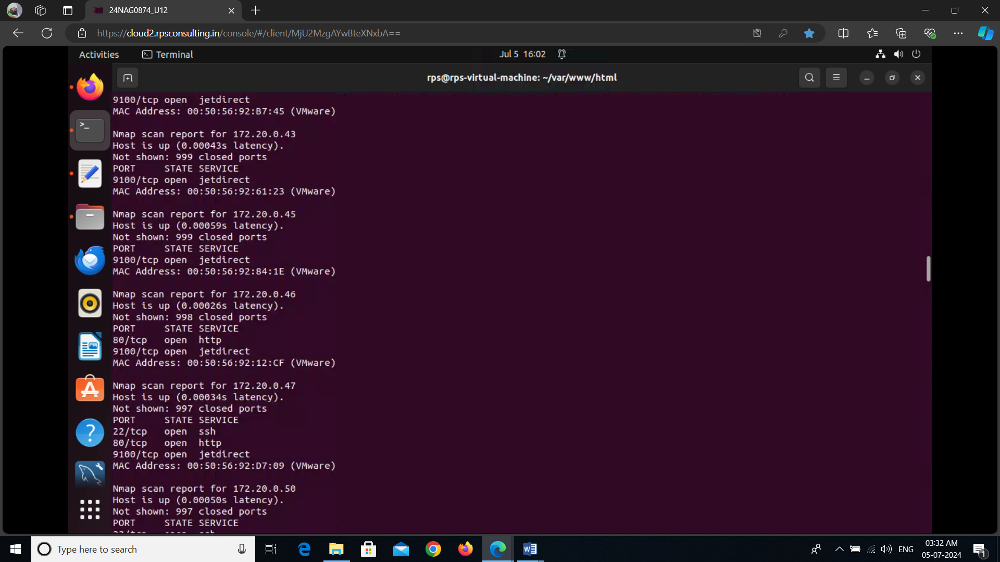 24NAG0874_U12
https://cloud2.rpsconsulting.in/console/#/client/MjU2MzgAYwBteXNxbA==
Activities
Terminal
Jul 5 16:02
rps@rps-virtual-machine: ~/var/www/html
9100/tcp open  jetdirect
MAC Address: 00:50:56:92:B7:45 (VMware)
Nmap scan report for 172.20.0.43
Host is up (0.00043s latency).
Not shown: 999 closed ports
PORT     STATE SERVICE
9100/tcp open  jetdirect
MAC Address: 00:50:56:92:61:23 (VMware)
Nmap scan report for 172.20.0.45
Host is up (0.00059s latency).
Not shown: 999 closed ports
PORT     STATE SERVICE
9100/tcp open  jetdirect
MAC Address: 00:50:56:92:84:1E (VMware)
Nmap scan report for 172.20.0.46
Host is up (0.00026s latency).
Not shown: 998 closed ports
PORT     STATE SERVICE
80/tcp   open  http
9100/tcp open  jetdirect
MAC Address: 00:50:56:92:12:CF (VMware)
Nmap scan report for 172.20.0.47
Host is up (0.00034s latency).
Not shown: 997 closed ports
PORT     STATE SERVICE
22/tcp   open  ssh
80/tcp   open  http
9100/tcp open  jetdirect
MAC Address: 00:50:56:92:D7:09 (VMware)
Nmap scan report for 172.20.0.50
Host is up (0.00050s latency).
Not shown: 997 closed ports
PORT     STATE SERVICE
Type here to search
ENG
03:32 AM
05-07-2024
1